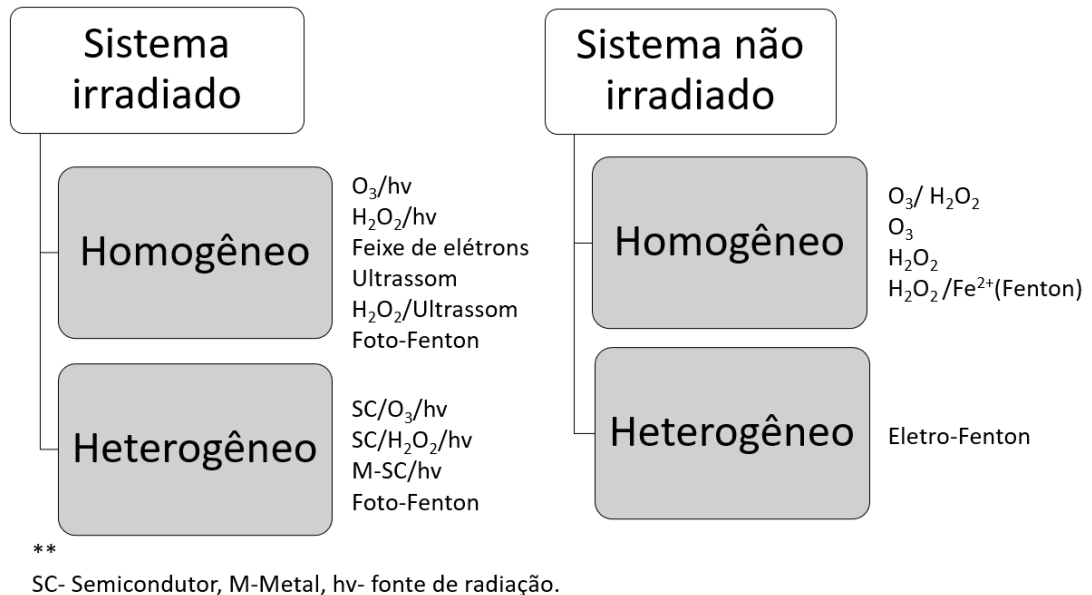 Sistema
irradiado
Homogêneo
O₃/hv
H₂O₂/hv
Feixe de elétrons
Ultrassom
H₂O₂/Ultrassom
Foto-Fenton
Heterogêneo
SC/O₃/hv
SC/H₂O₂/hv
M-SC/hv
Foto-Fenton
Sistema não
irradiado
Homogêneo
O₃/ H₂O₂
O₃
H₂O₂
H₂O₂ /Fe²⁺(Fenton)
Heterogêneo
Eletro-Fenton
**
SC- Semicondutor, M-Metal, hv- fonte de radiação.